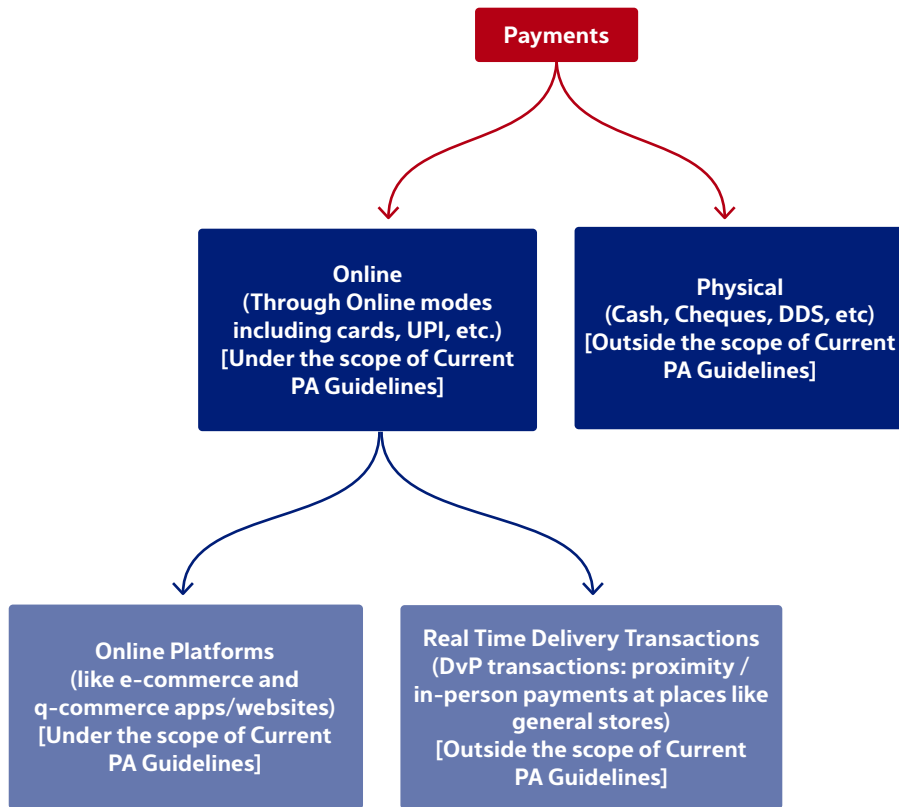 Payments
Online
(Through Online modes
including cards, UPI, etc.)
[Under the scope of Current
PA Guidelines]
Physical
(Cash, Cheques, DDS, etc)
[Outside the scope of Current
PA Guidelines]
Online Platforms
(like e-commerce and
q-commerce apps/websites)
[Under the scope of Current
PA Guidelines]
Real Time Delivery Transactions
(DvP transactions: proximity /
in-person payments at places like
general stores)
[Outside the scope of Current
PA Guidelines]